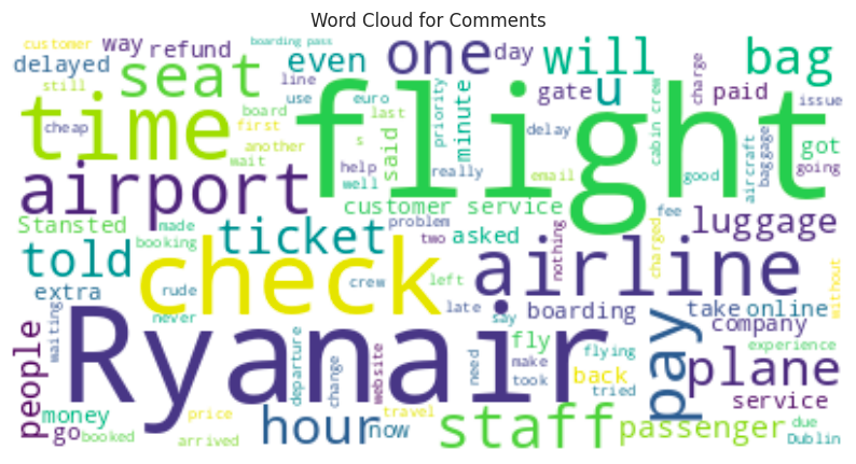 Word Cloud for Comments
customer
boarding pass
way
refund
even
one
day
will
bag
delayed
seat
line
gate
u
charge
paid
issue
still
time
flight
use
euro
board
last
priority
minute
cabin crew
cheap
first
said
delay
aircraft
baggage
got
another
s
wait
help
really
going
airport
well
email
good
customer service
Stansted
made
ticket
problem
fee
luggage
booking
two
asked
nothing
charged
told
check
airline
without
extra
rude
crew
left
late
boarding
take
online
never
say
company
people
waiting
Ryanair
departure
change
website
need
fly
make
flying
pay
experience
took
back
tried
plane
service
money
price
travel
go
booked
arrived
hour
now
staff
passenger
due
Dublin